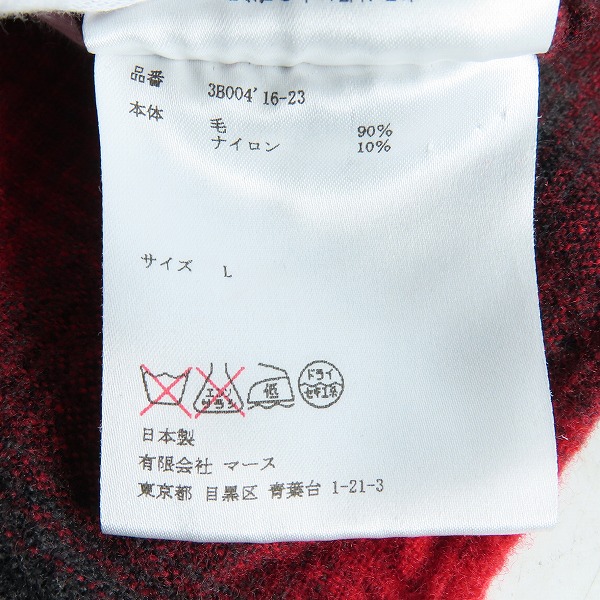 品番 3B004'16-23
本体 毛 90%
ナイロン 10%
サイズ L
エンソ サラシ 低 ドライ セキユ系
日本製
有限会社 マース
東京都 目黒区 青葉台 1-21-3